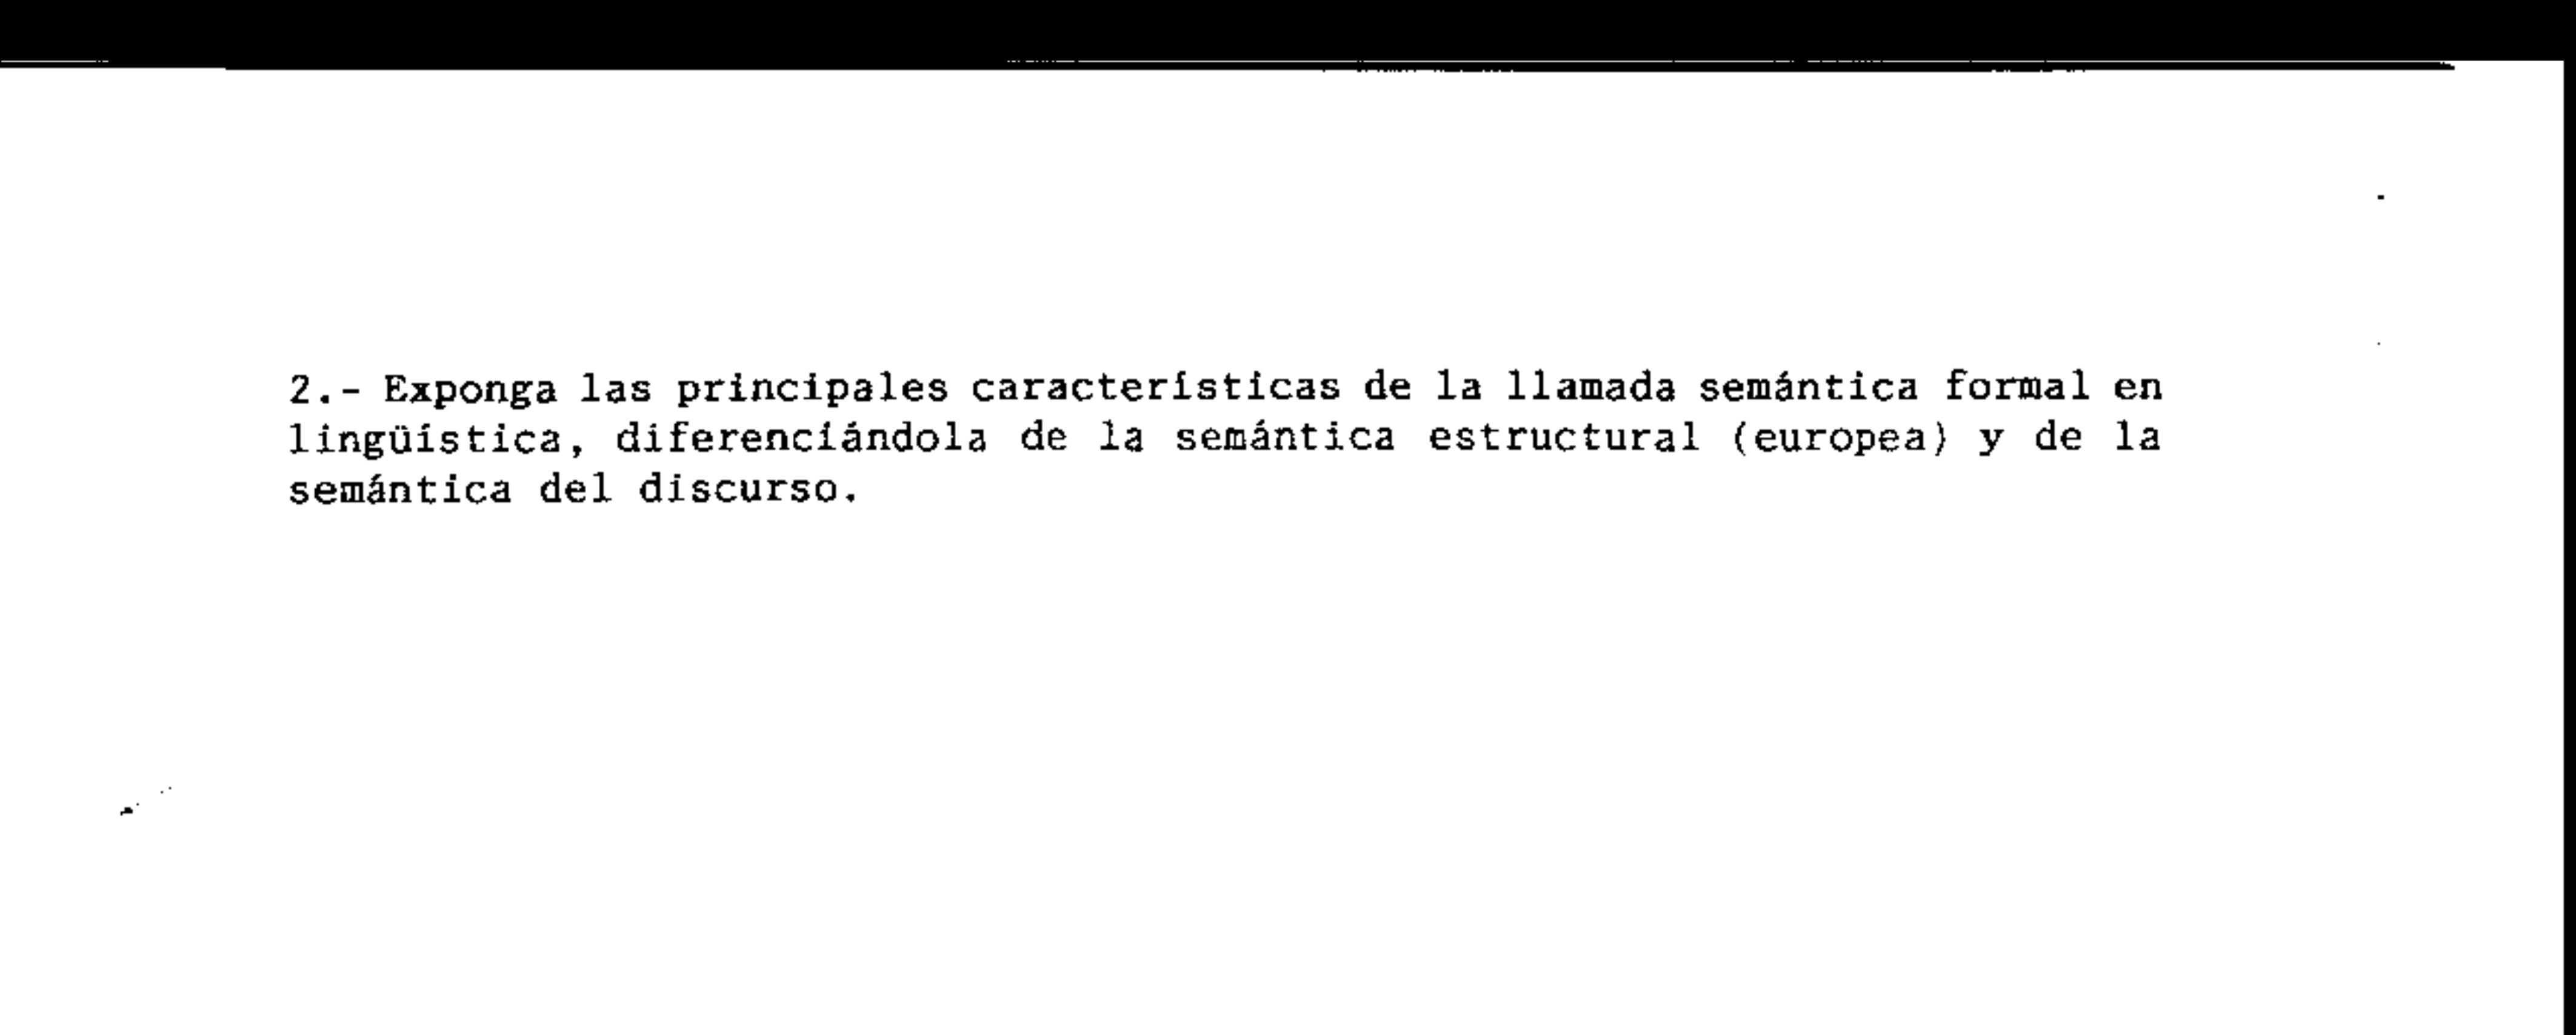 2.- Exponga las principales características de la llamada semántica formal en
lingüística, diferenciándola de la semántica estructural (europea) y de la
semántica del discurso.